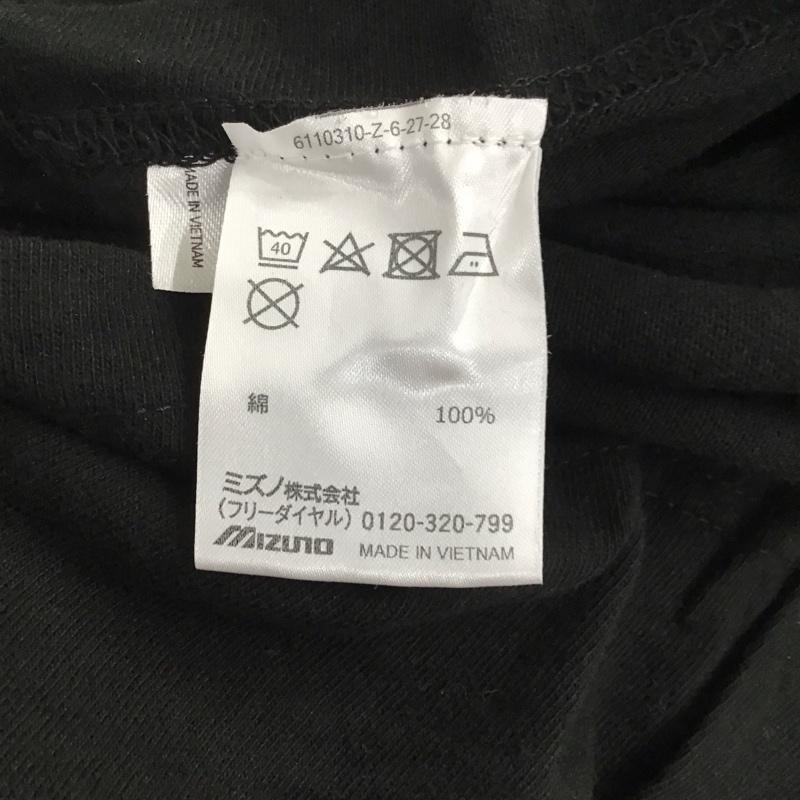 6110310-Z-6-27-28
MADE IN VIETNAM
40
綿 100%
ミズノ株式会社
(フリーダイヤル) 0120-320-799
MIZUNO MADE IN VIETNAM